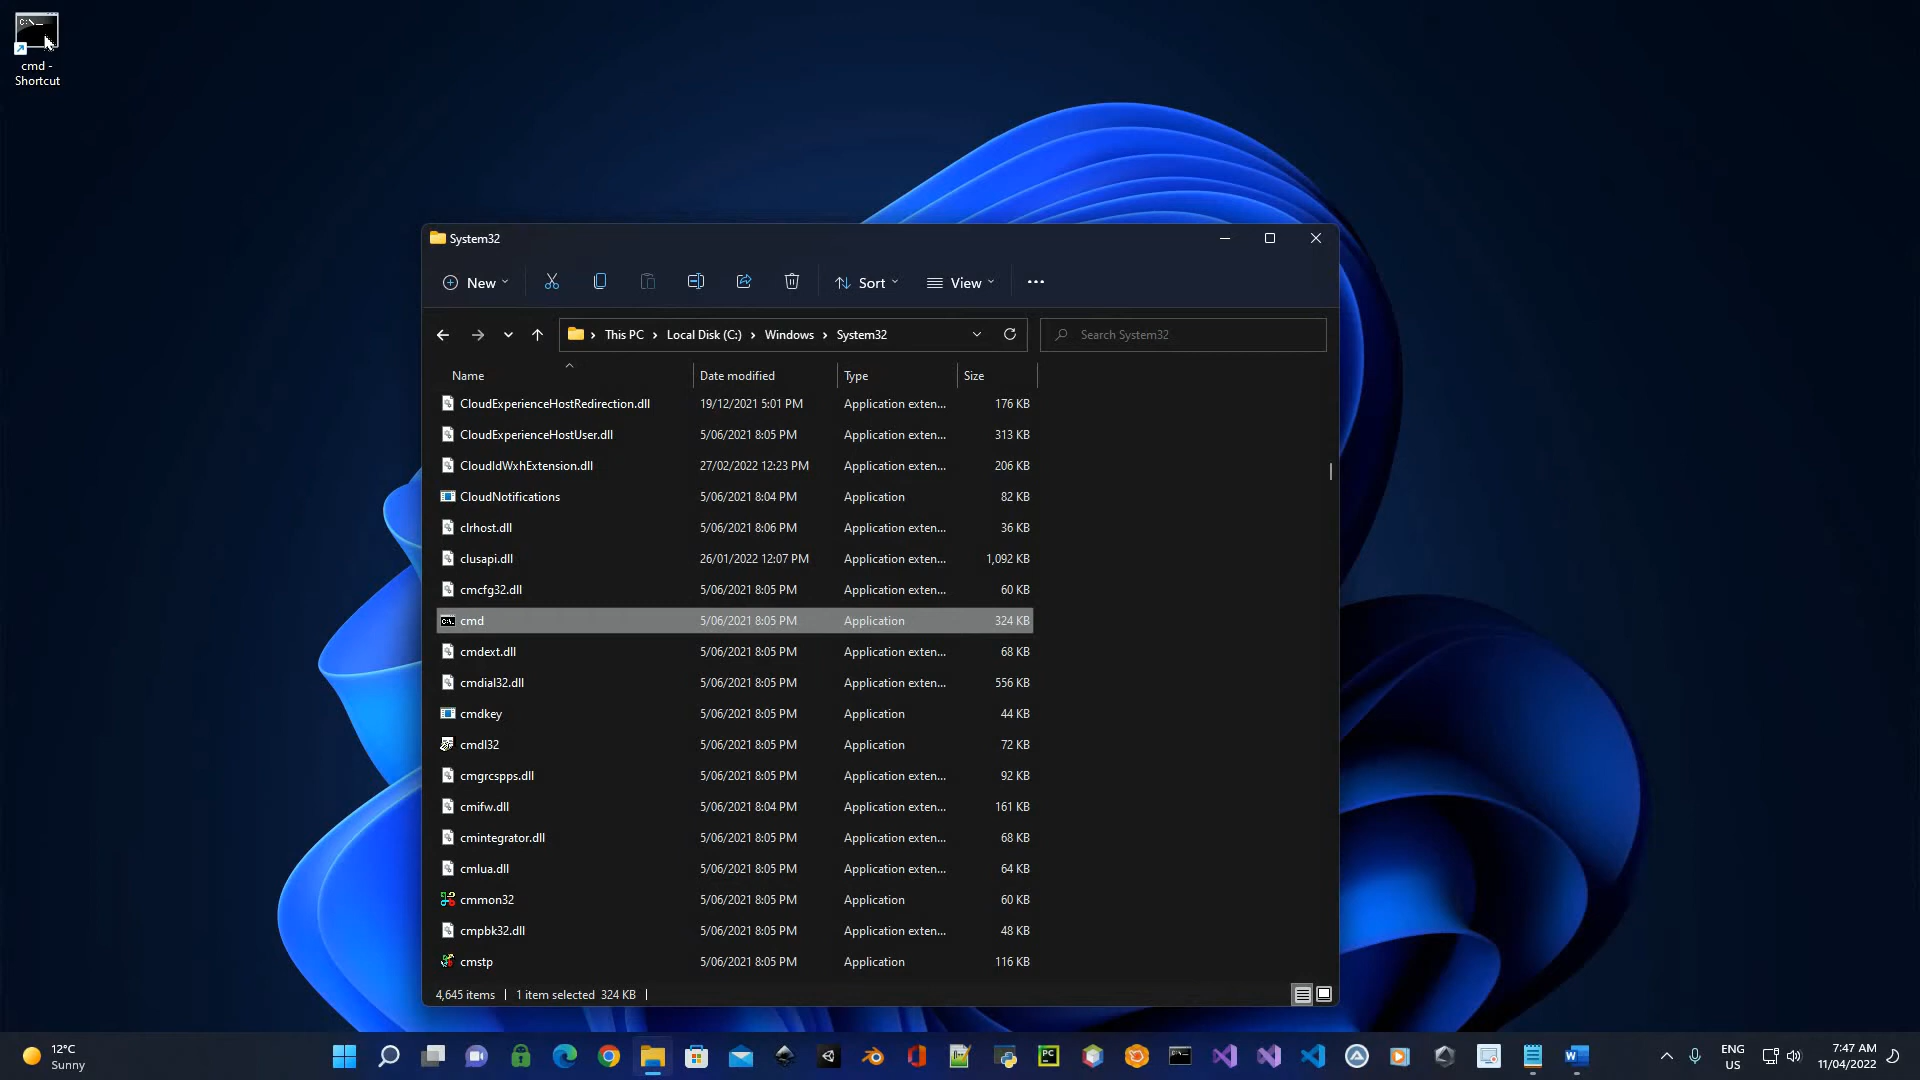 cmd -
Shortcut
System32
New
Sort
View
This PC
Local Disk (C:)
Windows
System32
Search System32
Name Date modified Type Size
CloudExperienceHostRedirection.dll 19/12/2021 5:01 PM Application exten... 176 KB
CloudExperienceHostUser.dll 5/06/2021 8:05 PM Application exten... 313 KB
CloudIdWxhExtension.dll 27/02/2022 12:23 PM Application exten... 206 KB
CloudNotifications 5/06/2021 8:04 PM Application 82 KB
clrhost.dll 5/06/2021 8:06 PM Application exten... 36 KB
clusapi.dll 26/01/2022 12:07 PM Application exten... 1,092 KB
cmcfg32.dll 5/06/2021 8:05 PM Application exten... 60 KB
cmd 5/06/2021 8:05 PM Application 324 KB
cmdext.dll 5/06/2021 8:05 PM Application exten... 68 KB
cmdial32.dll 5/06/2021 8:05 PM Application exten... 556 KB
cmdkey 5/06/2021 8:05 PM Application 44 KB
cmdl32 5/06/2021 8:05 PM Application 72 KB
cmgrcspps.dll 5/06/2021 8:05 PM Application exten... 92 KB
cmifw.dll 5/06/2021 8:04 PM Application exten... 161 KB
cmintegrator.dll 5/06/2021 8:05 PM Application exten... 68 KB
cmlua.dll 5/06/2021 8:05 PM Application exten... 64 KB
cmmon32 5/06/2021 8:05 PM Application 60 KB
cmpbk32.dll 5/06/2021 8:05 PM Application exten... 48 KB
cmstp 5/06/2021 8:05 PM Application 116 KB
4,645 items 1 item selected 324 KB
12°C
Sunny
ENG
US
7:47 AM
11/04/2022